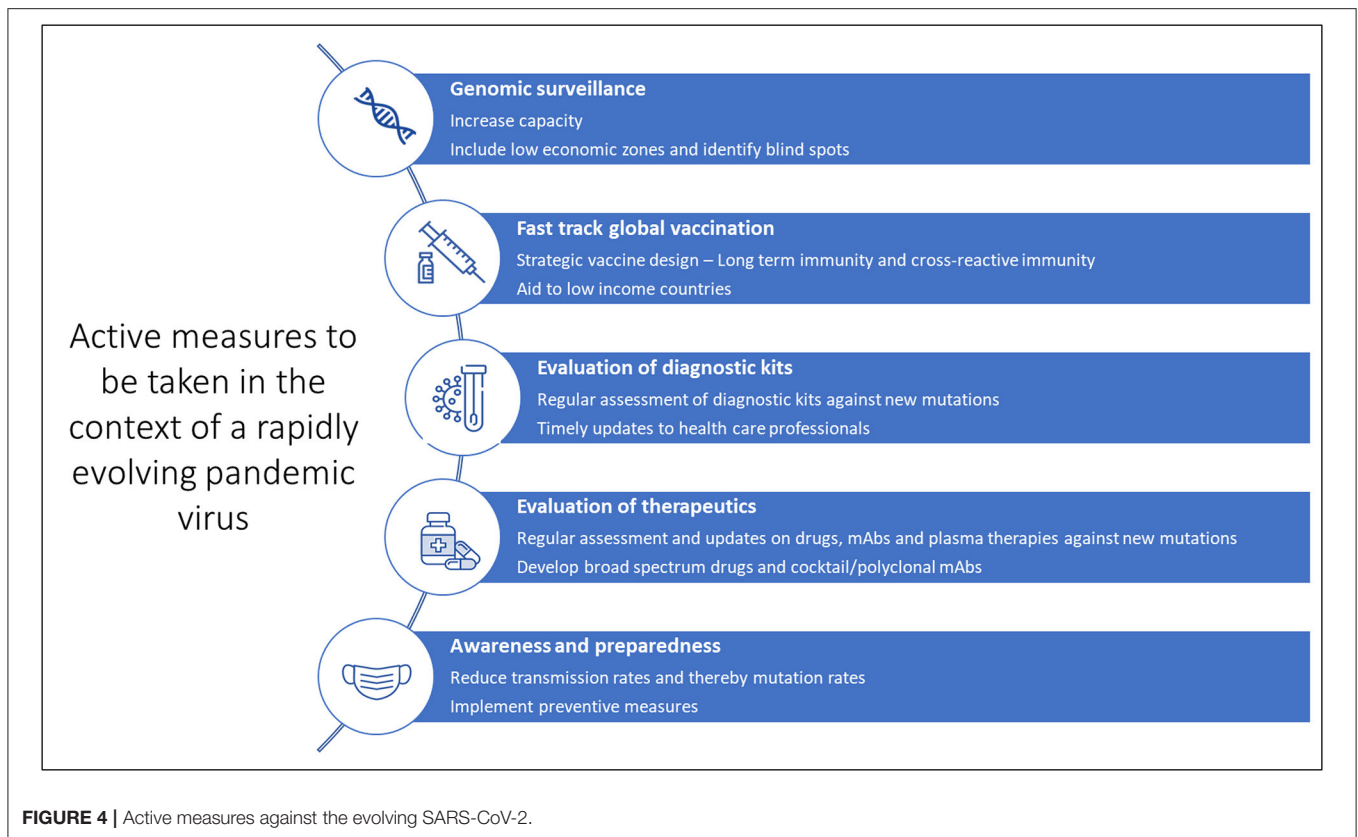 Active measures to
be taken in the
context of a rapidly
evolving pandemic
virus
Genomic surveillance
Increase capacity
Include low economic zones and identify blind spots
Fast track global vaccination
Strategic vaccine design – Long term immunity and cross-reactive immunity
Aid to low income countries
Evaluation of diagnostic kits
Regular assessment of diagnostic kits against new mutations
Timely updates to health care professionals
Evaluation of therapeutics
Regular assessment and updates on drugs, mAbs and plasma therapies against new mutations
Develop broad spectrum drugs and cocktail/polyclonal mAbs
Awareness and preparedness
Reduce transmission rates and thereby mutation rates
Implement preventive measures
FIGURE 4 | Active measures against the evolving SARS-CoV-2.